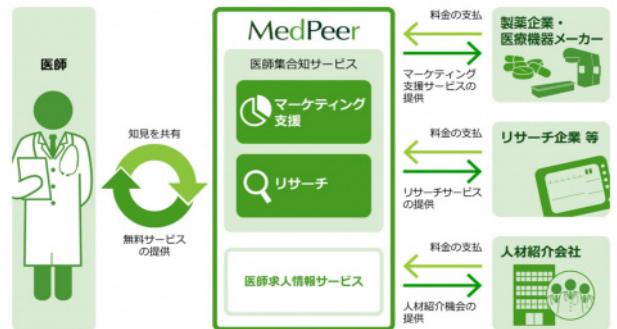 医師
知見を共有
無料サービス
の提供
MedPeer
医師集合知サービス
マーケティング
支援
リサーチ
医師求人情報サービス
料金の支払
マーケティング
支援サービスの
提供
製薬企業・
医療機器メーカー
料金の支払
リサーチサービス
の提供
リサーチ企業 等
料金の支払
人材紹介機会の
提供
人材紹介会社